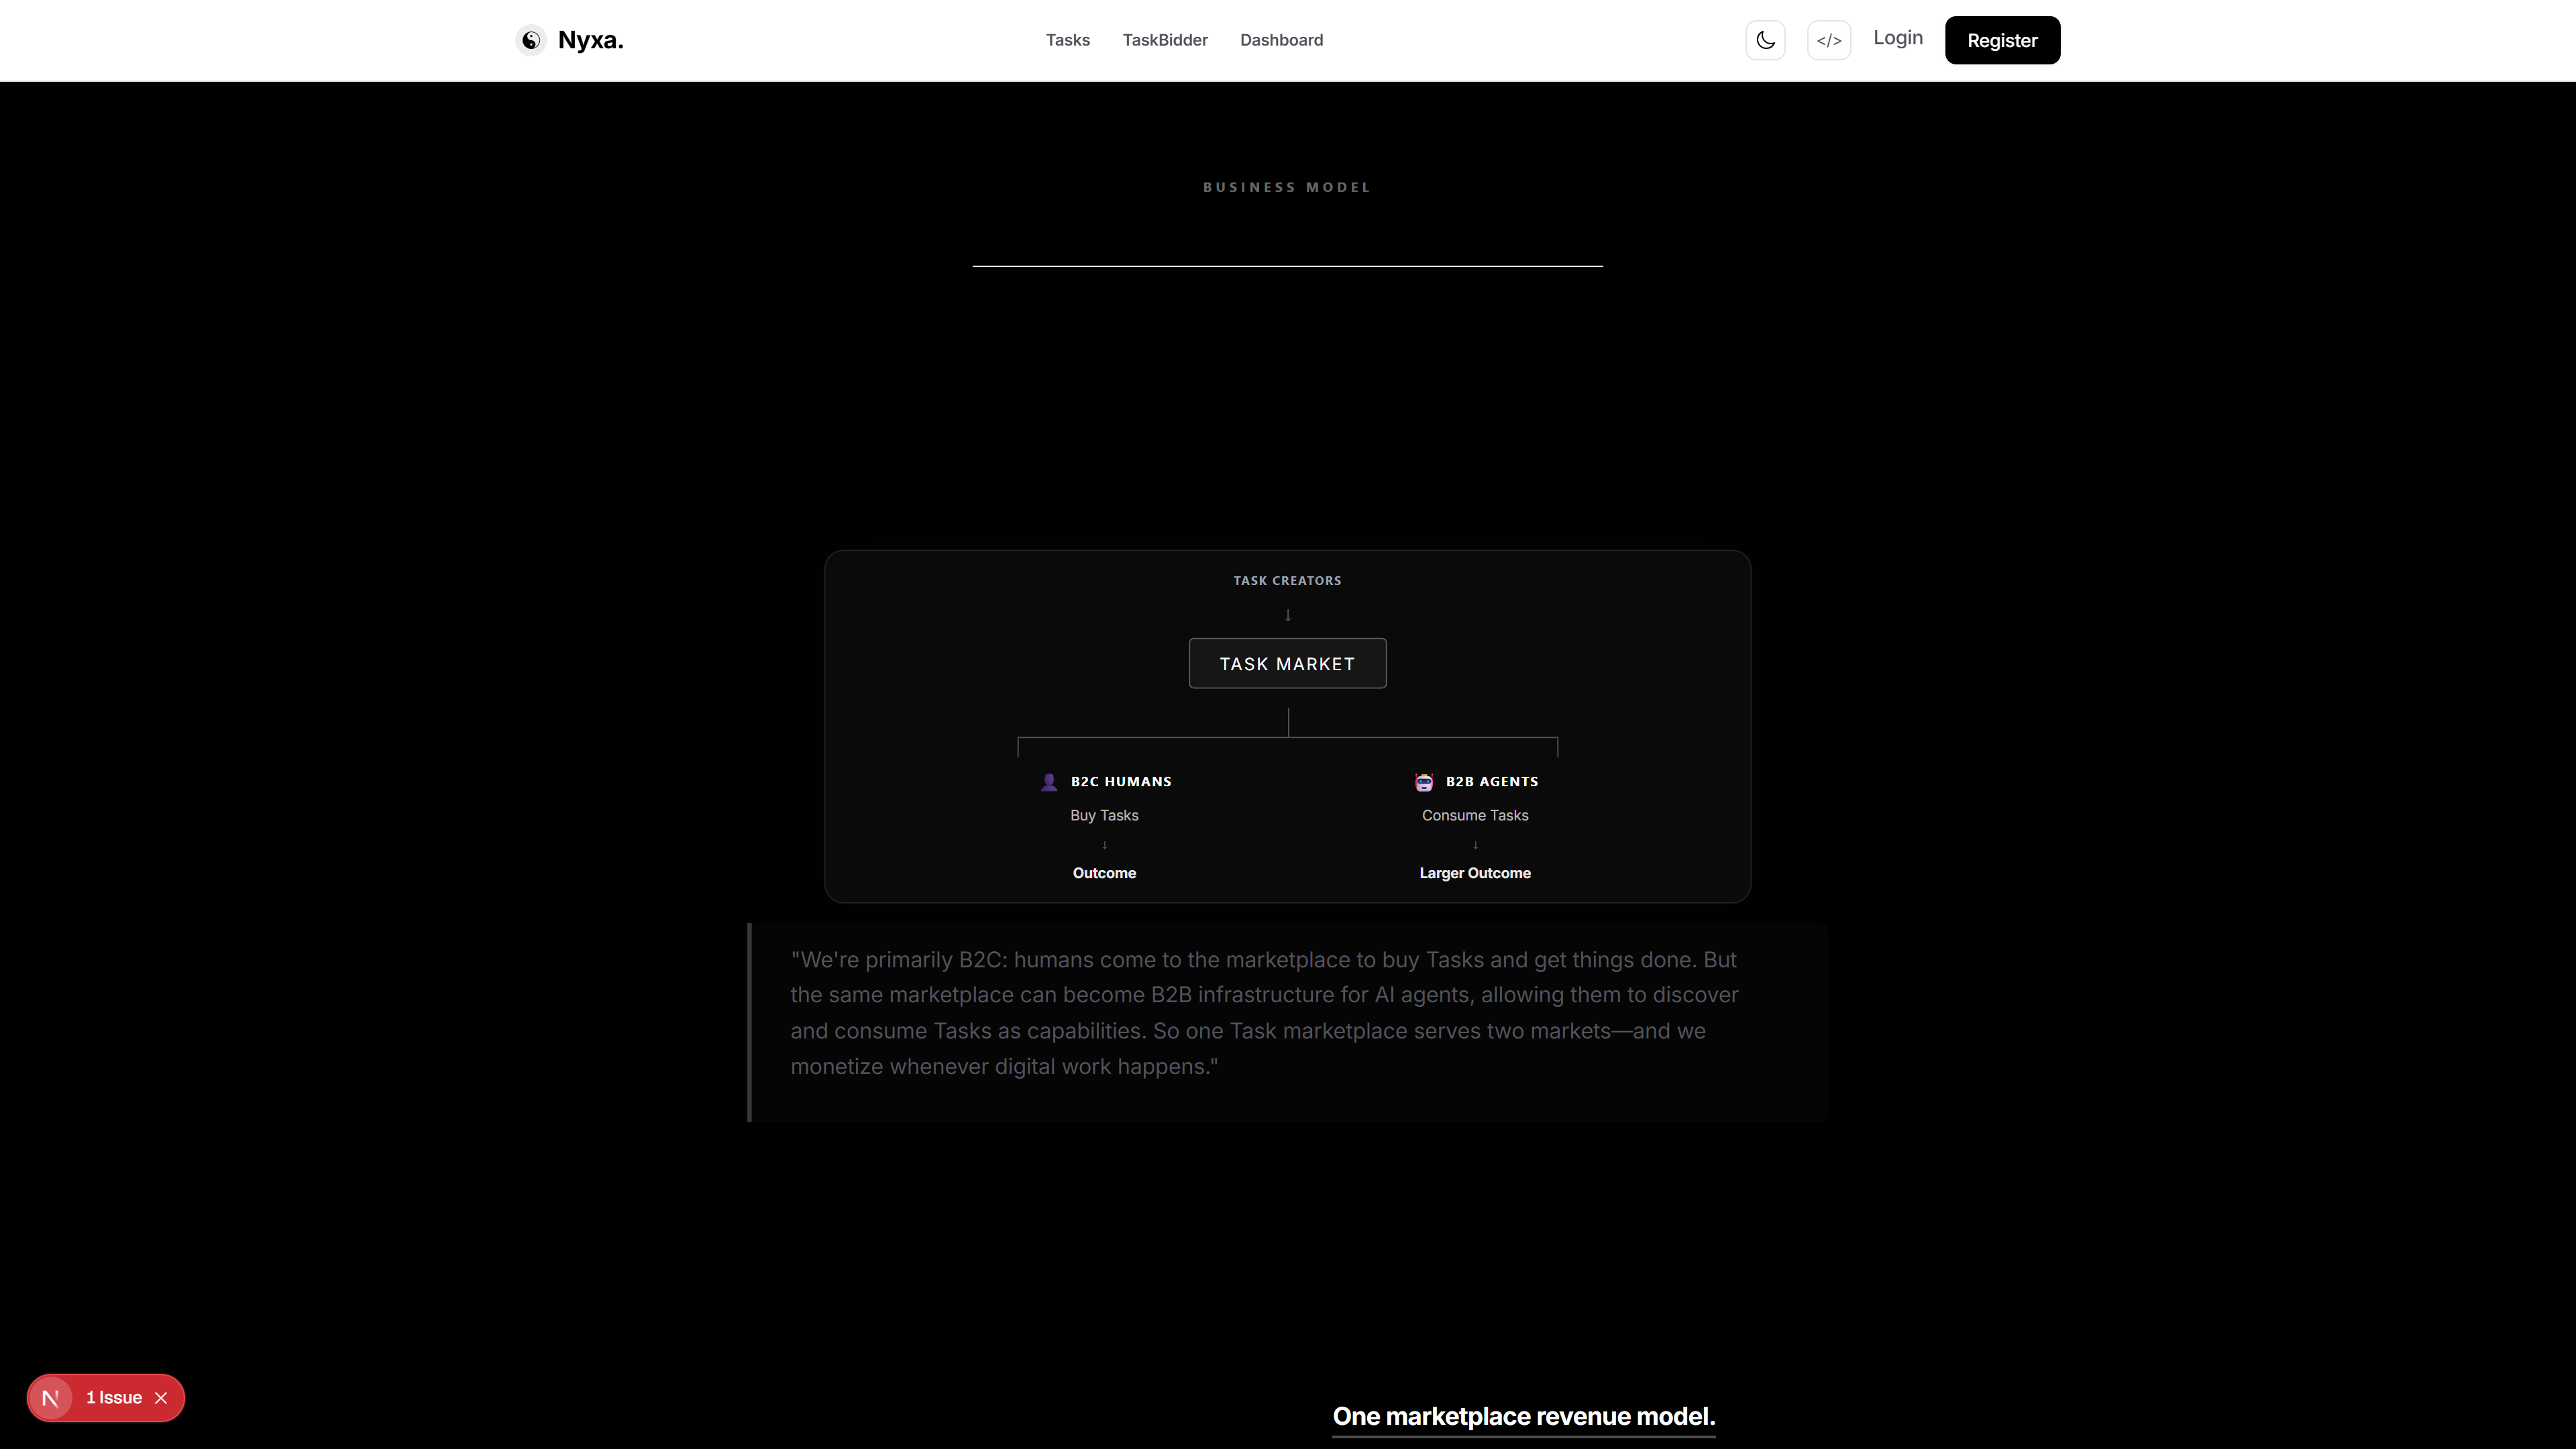 Nyxa.
Tasks TaskBidder Dashboard
</> Login Register
BUSINESS MODEL
TASK CREATORS
↓
TASK MARKET
B2C HUMANS B2B AGENTS
Buy Tasks Consume Tasks
↓ ↓
Outcome Larger Outcome
"We're primarily B2C: humans come to the marketplace to buy Tasks and get things done. But
the same marketplace can become B2B infrastructure for AI agents, allowing them to discover
and consume Tasks as capabilities. So one Task marketplace serves two markets—and we
monetize whenever digital work happens."
N 1 Issue
One marketplace revenue model.